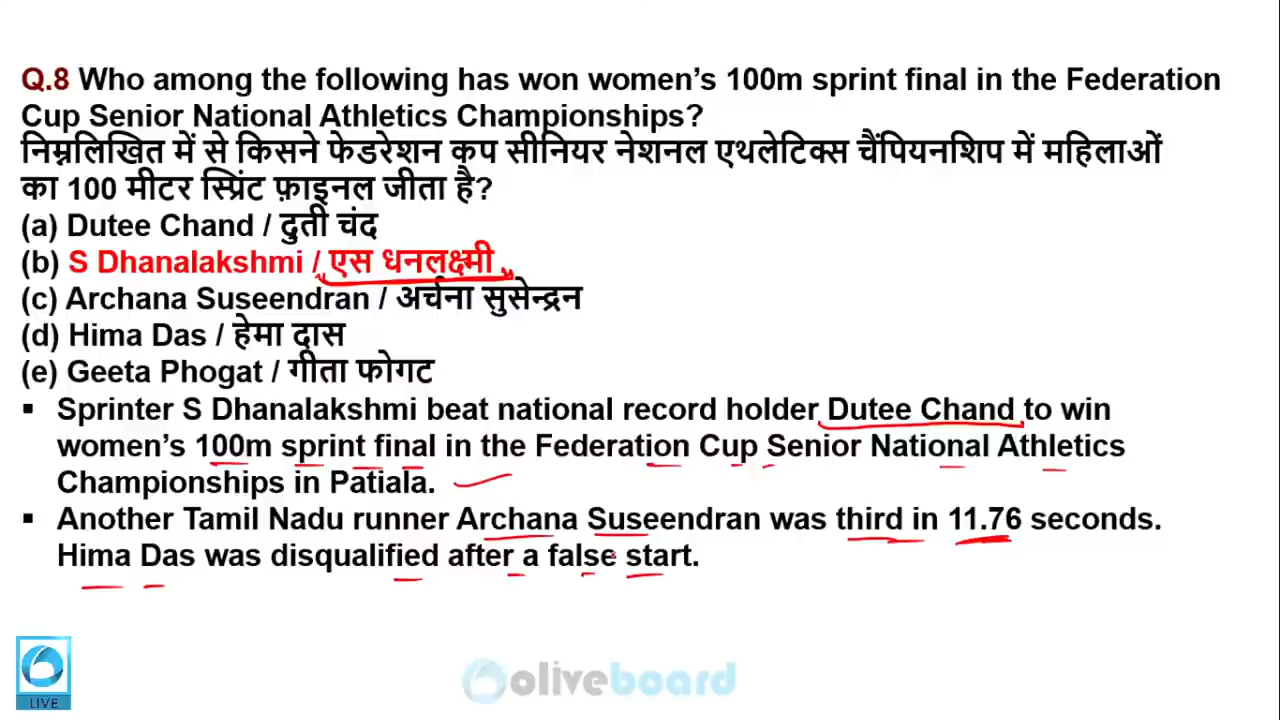 Q.8 Who among the following has won women’s 100m sprint final in the Federation
Cup Senior National Athletics Championships?
निम्नलिखित में से किसने फेडरेशन कप सीनियर नेशनल एथलेटिक्स चैंपियनशिप में महिलाओं
का 100 मीटर स्प्रिंट फ़ाइनल जीता है?
(a) Dutee Chand / दुती चंद
(b) S Dhanalakshmi / एस धनलक्ष्मी
(c) Archana Suseendran / अर्चना सुसेन्द्रन
(d) Hima Das / हेमा दास
(e) Geeta Phogat / गीता फोगट
▪ Sprinter S Dhanalakshmi beat national record holder Dutee Chand to win
women’s 100m sprint final in the Federation Cup Senior National Athletics
Championships in Patiala.
▪ Another Tamil Nadu runner Archana Suseendran was third in 11.76 seconds.
Hima Das was disqualified after a false start.
LIVE
oliveboard